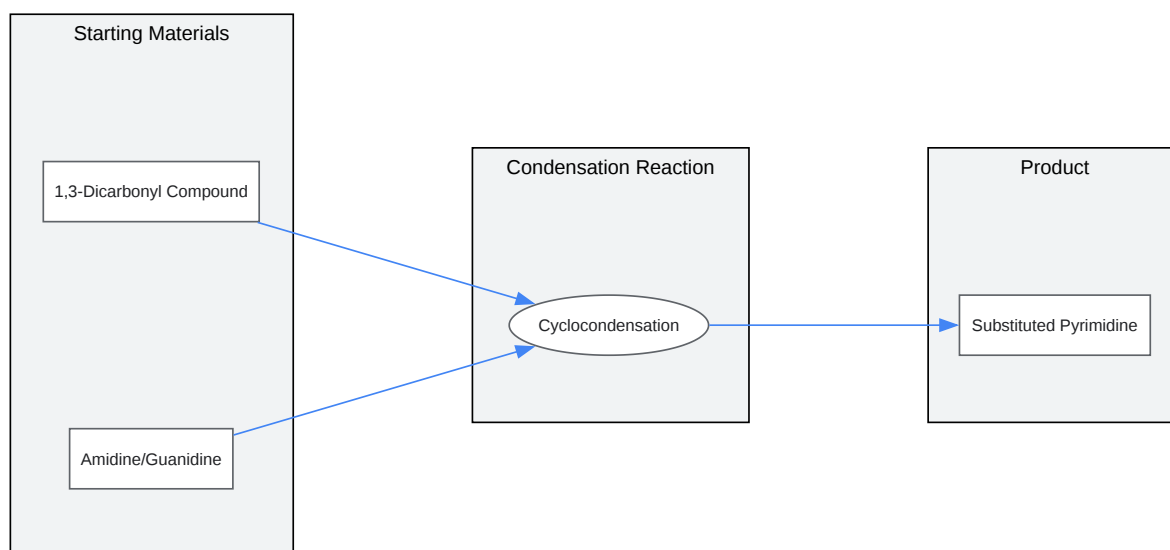 Starting Materials
1,3-Dicarbonyl Compound
Amidine/Guanidine
Condensation Reaction
Cyclocondensation
Product
Substituted Pyrimidine